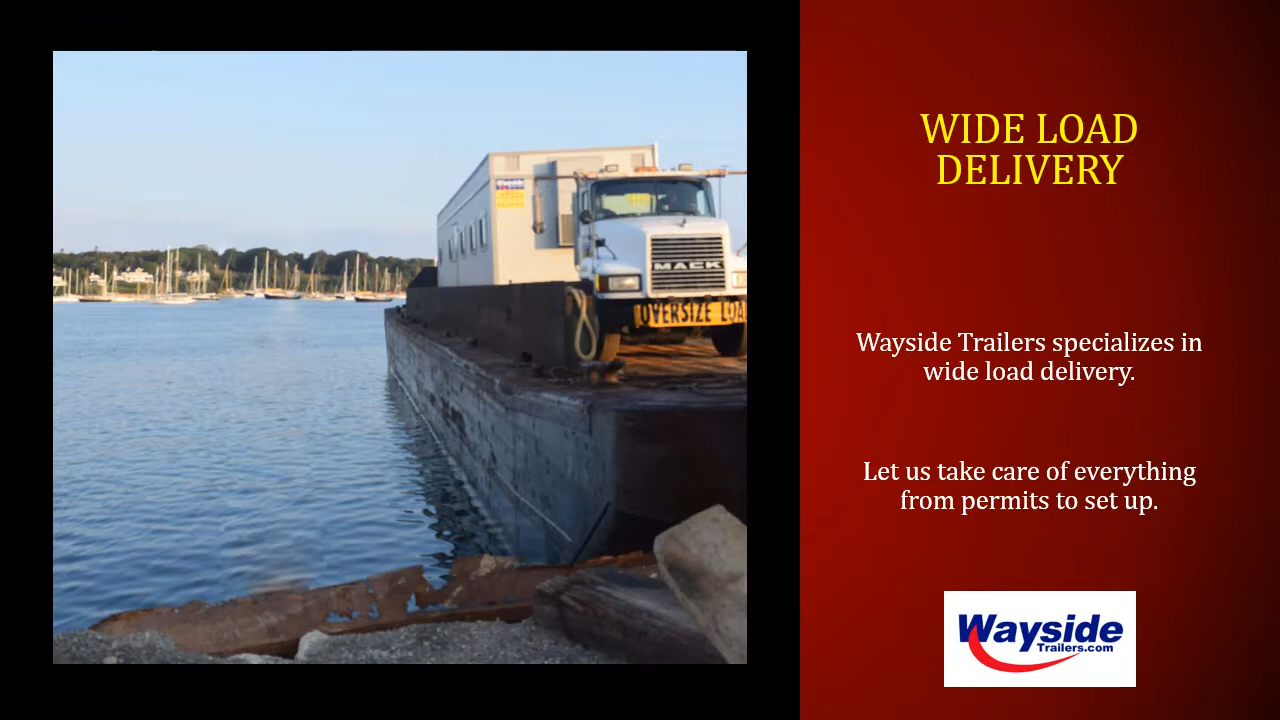 WIDE LOAD
DELIVERY
Wayside Trailers specializes in
wide load delivery.
Let us take care of everything
from permits to set up.
Wayside
Trailers.com
MACK
OVERSIZE LOA